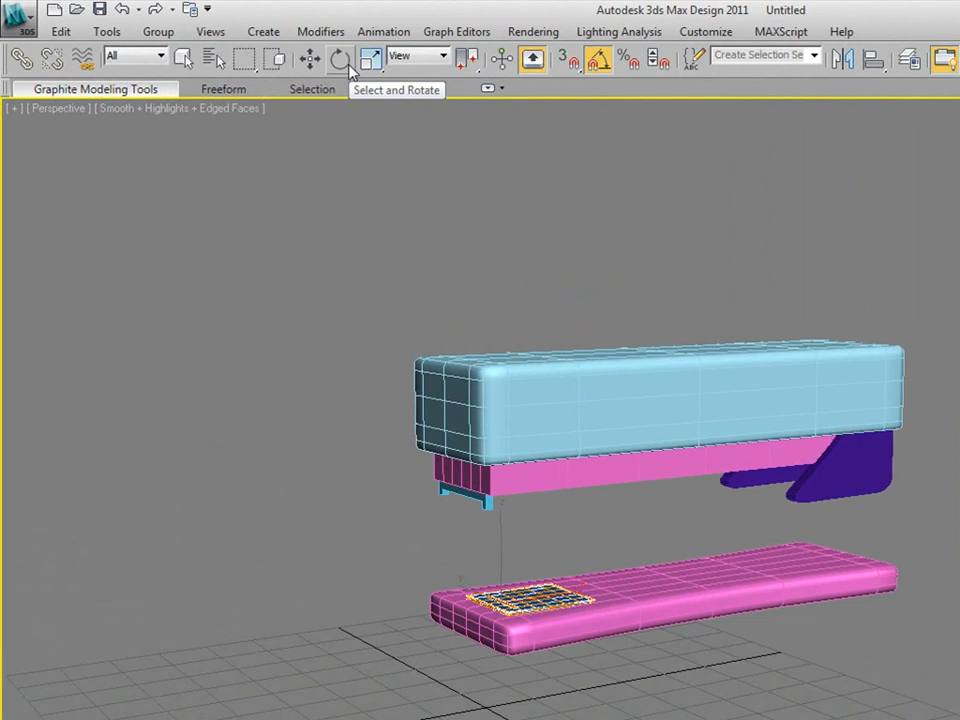 Autodesk 3ds Max Design 2011 Untitled
3DS
Edit Tools Group Views Create Modifiers Animation Graph Editors Rendering Lighting Analysis Customize MAXScript Help
All View 3 Create Selection Se
Graphite Modeling Tools Freeform Selection Select and Rotate
[ + ] [ Perspective ] [ Smooth + Highlights + Edged Faces ]